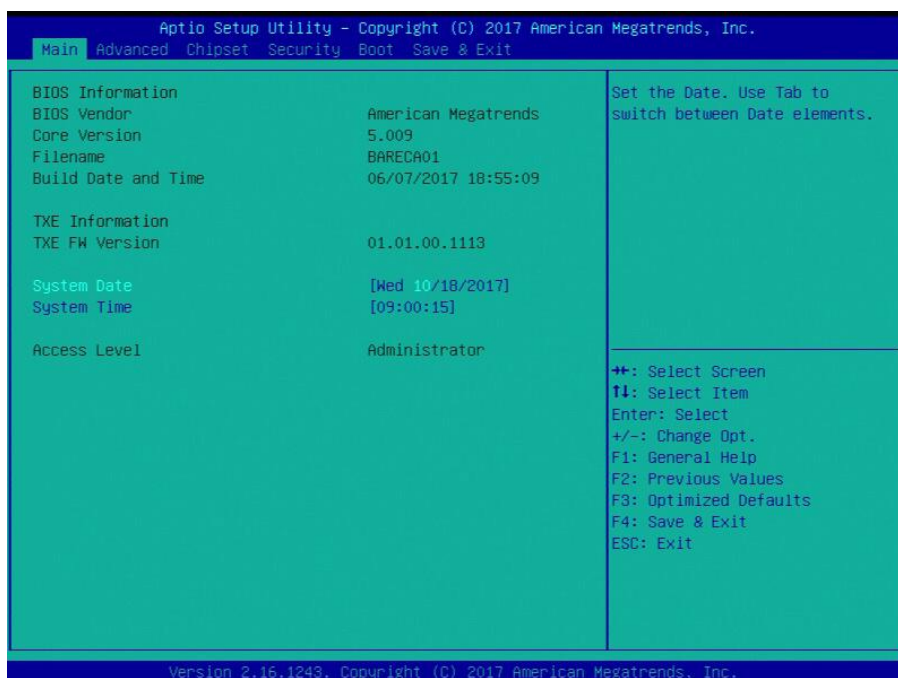 Aptio Setup Utility – Copyright (C) 2017 American Megatrends, Inc.
Main Advanced Chipset Security Boot Save & Exit
BIOS Information
BIOS Vendor American Megatrends
Core Version 5.009
Filename BARECA01
Build Date and Time 06/07/2017 18:55:09
TXE Information
TXE FW Version 01.01.00.1113
System Date [Wed 10/18/2017]
System Time [09:00:15]
Access Level Administrator
Set the Date. Use Tab to
switch between Date elements.
→←: Select Screen
↑↓: Select Item
Enter: Select
+/-: Change Opt.
F1: General Help
F2: Previous Values
F3: Optimized Defaults
F4: Save & Exit
ESC: Exit
Version 2.16.1243. Copyright (C) 2017 American Megatrends, Inc.